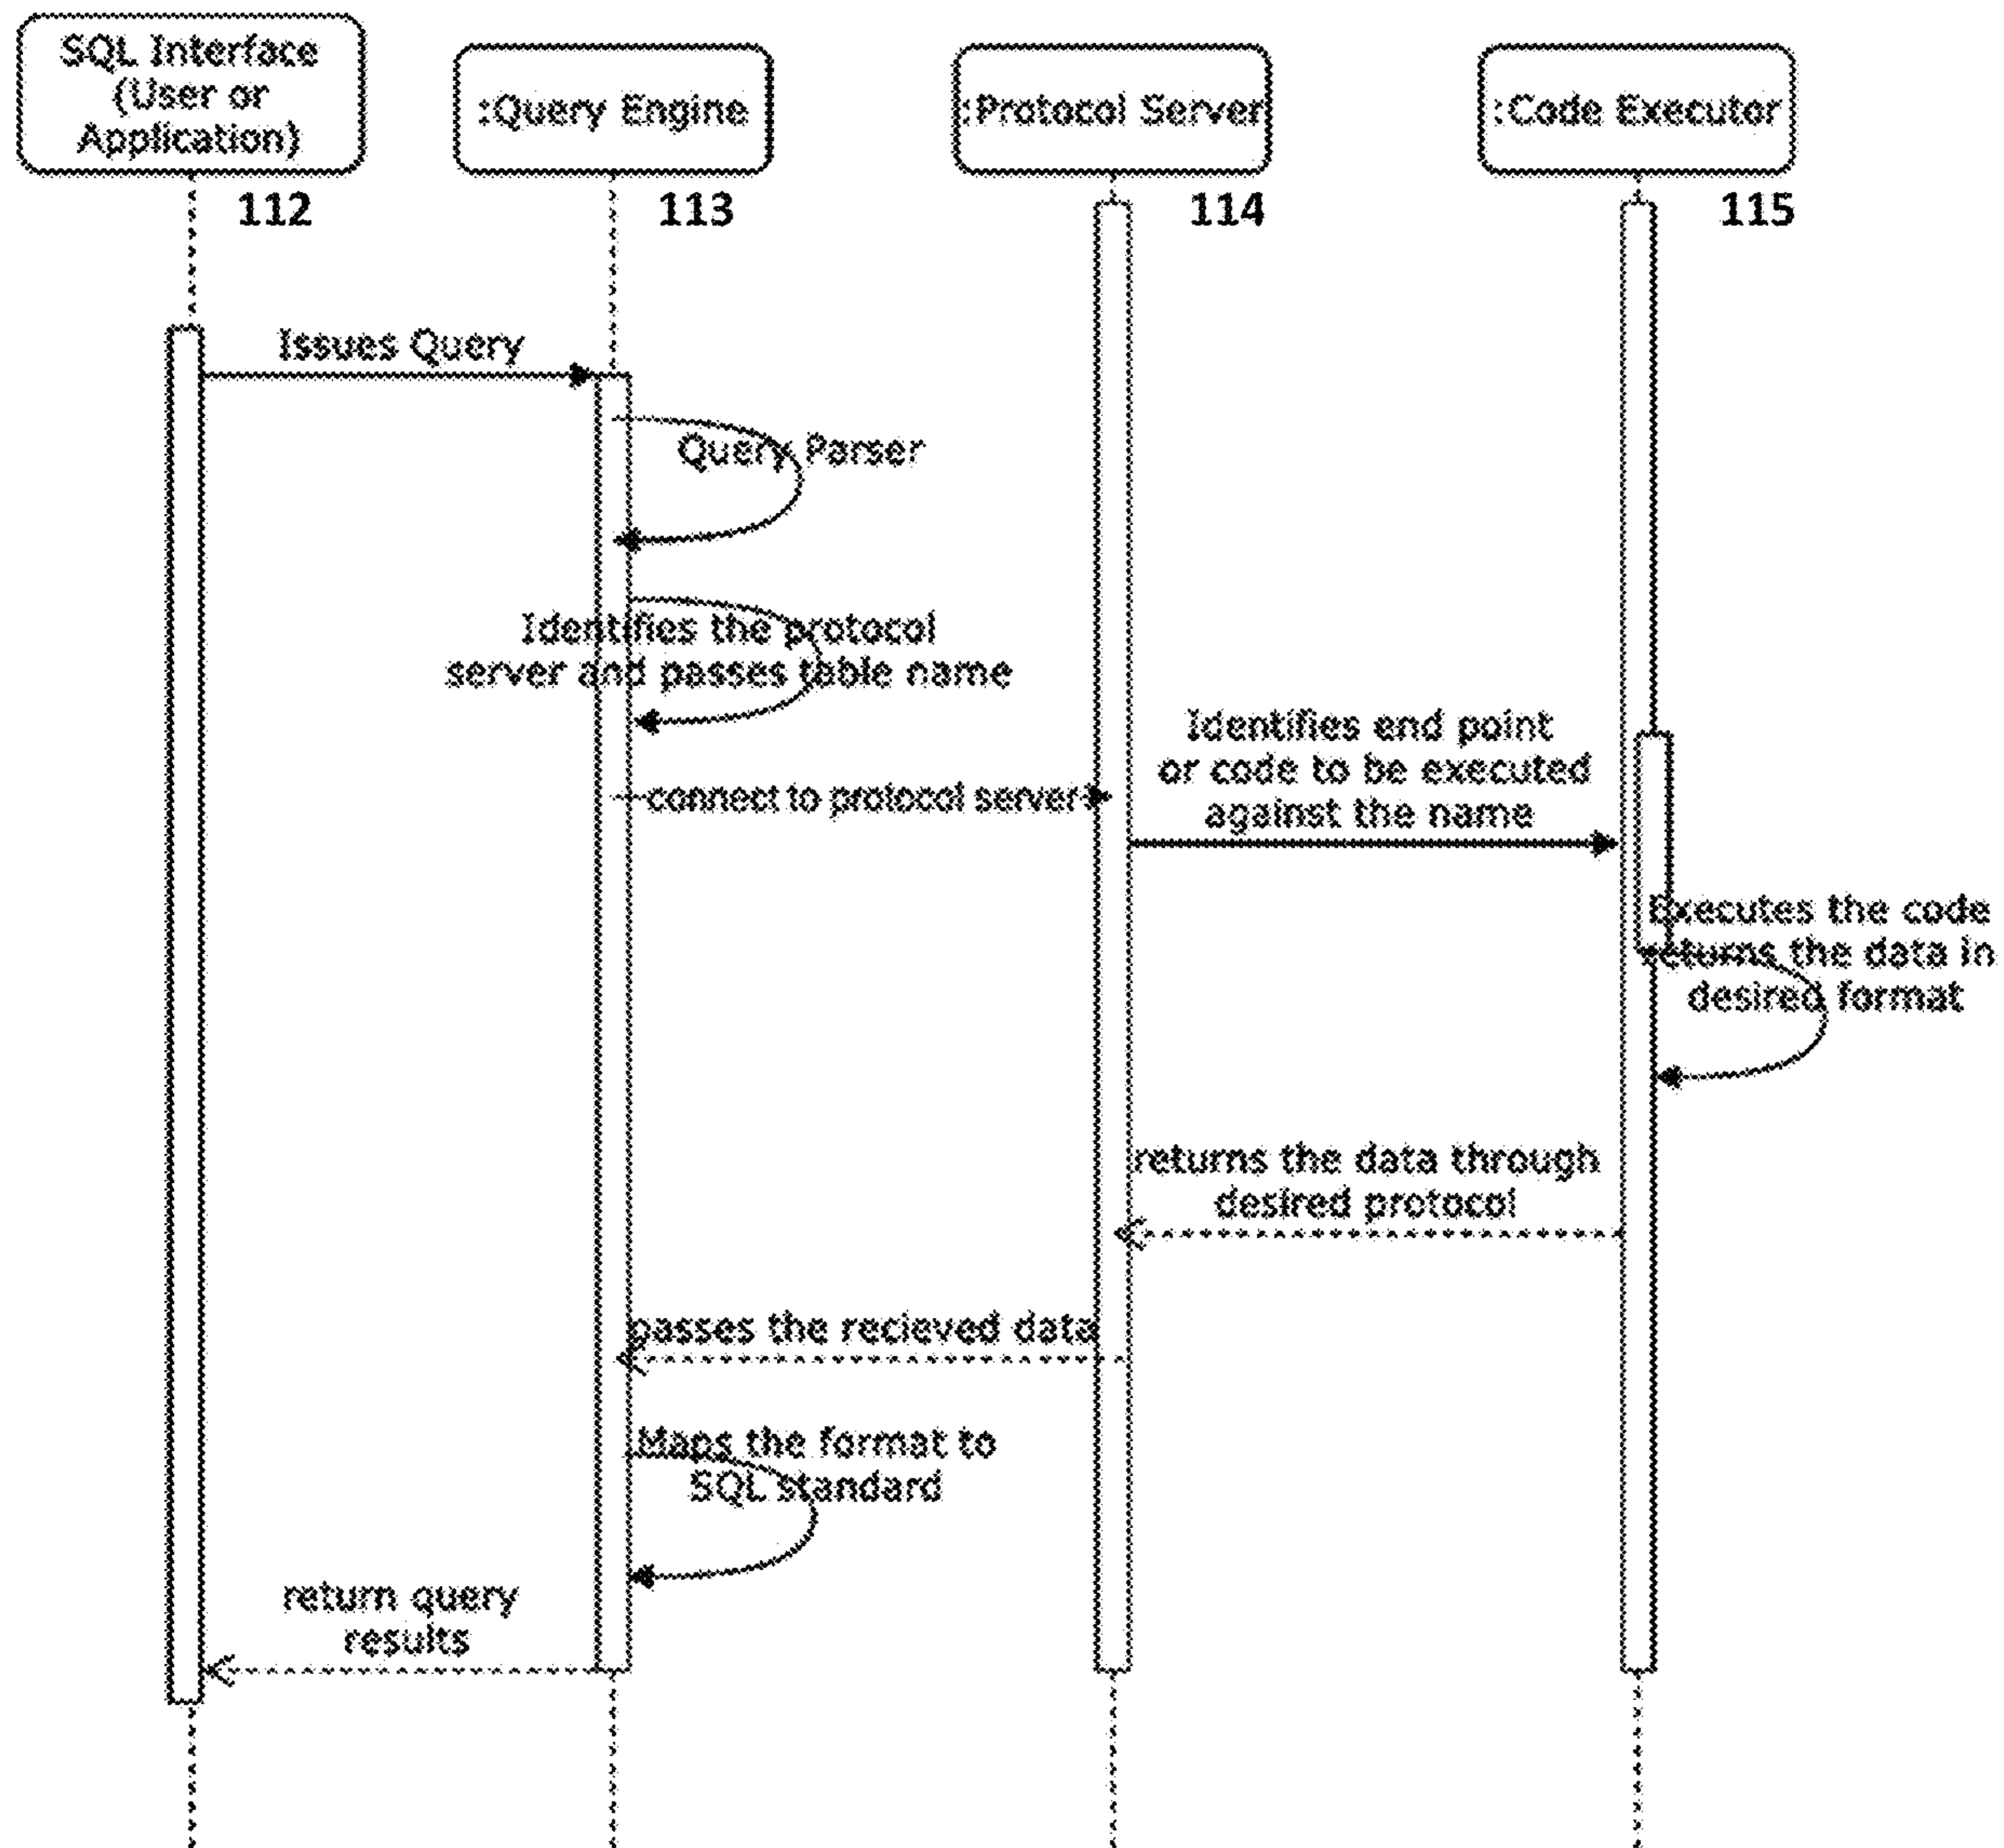 SQL Interface
(User or
Application)
:Query Engine
:Protocol Server
:Code Executor
112
113
114
115
Issues Query
Query Parser
Identifies the protocol
server and passes table name
connect to protocol server
Identifies end point
or code to be executed
against the name
Executes the code
returns the data in
desired format
returns the data through
desired protocol
passes the recieved data
Maps the format to
SQL standard
return query
results